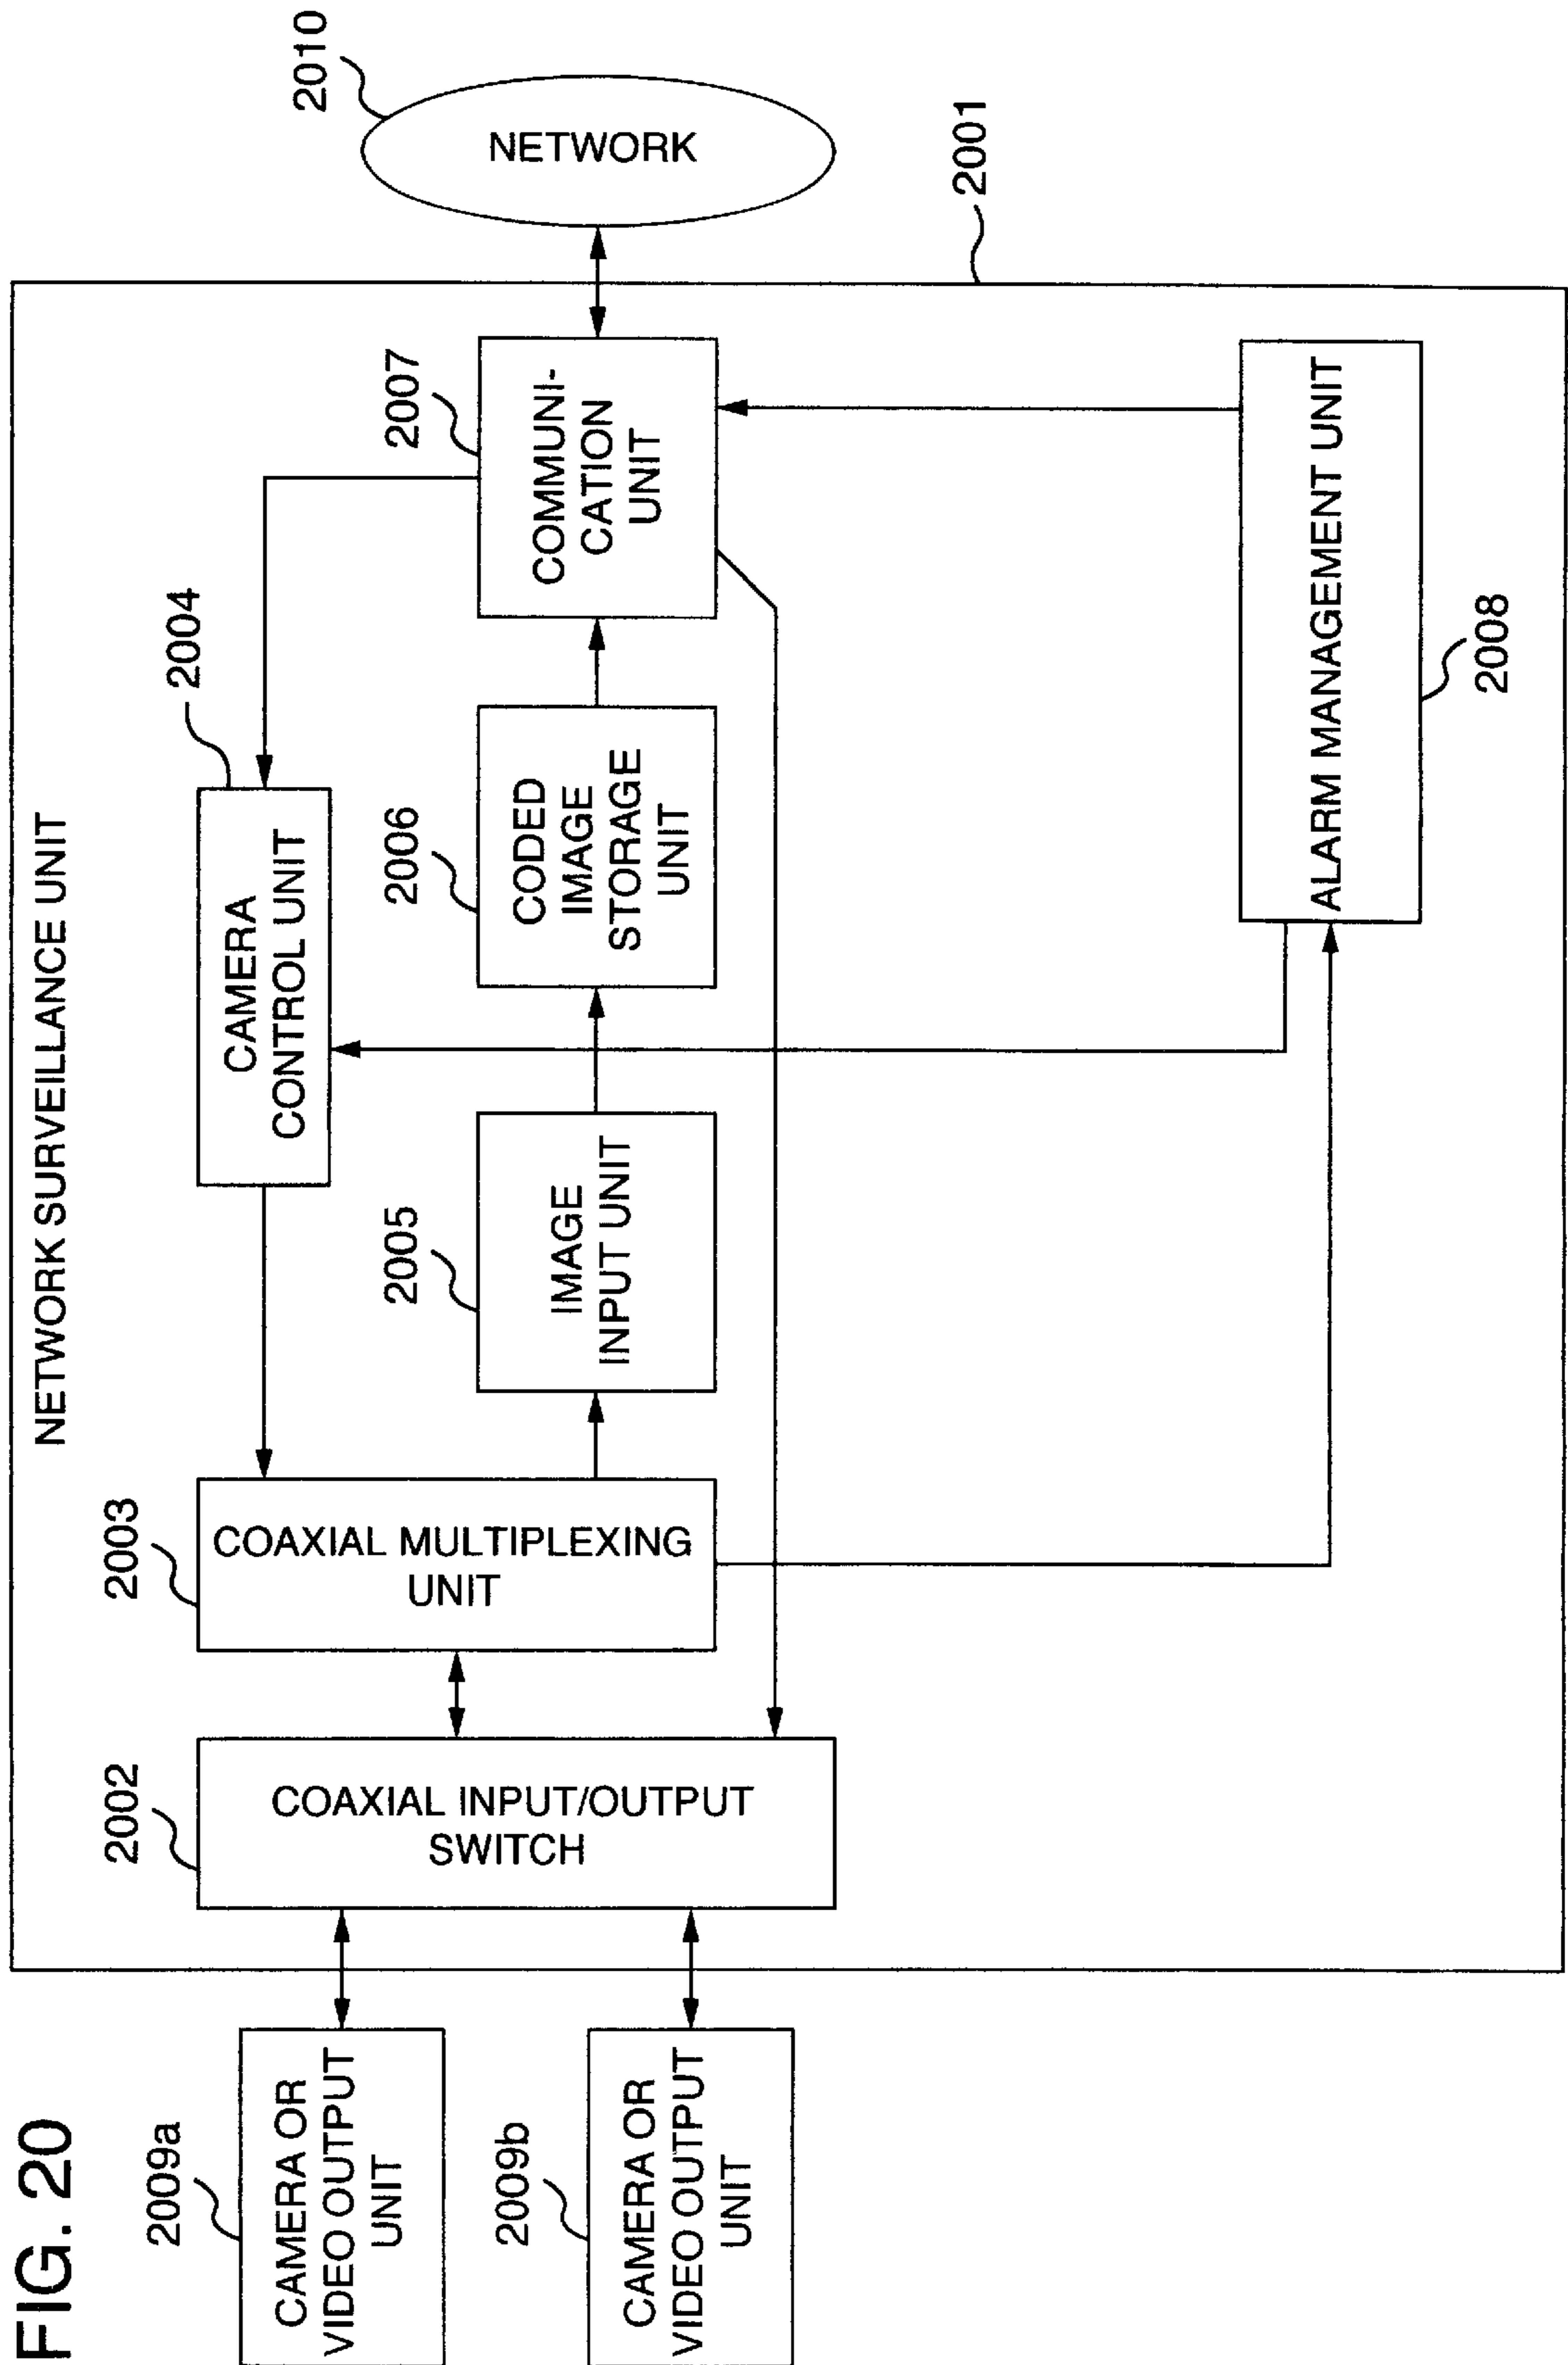 FIG. 20
NETWORK SURVEILLANCE UNIT
2001
2009a
CAMERA OR
VIDEO OUTPUT
UNIT
2009b
CAMERA OR
VIDEO OUTPUT
UNIT
2002
COAXIAL INPUT/OUTPUT
SWITCH
2003
COAXIAL MULTIPLEXING
UNIT
2004
CAMERA
CONTROL UNIT
2005
IMAGE
INPUT UNIT
2006
CODED
IMAGE
STORAGE
UNIT
2007
COMMUNI-
CATION
UNIT
2010
NETWORK
ALARM MANAGEMENT UNIT
2008